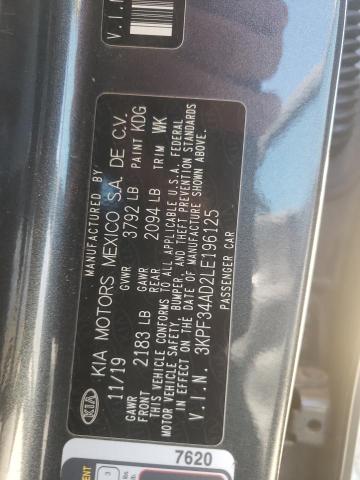 V.I.N
KIA
MANUFACTURED BY
KIA MOTORS MEXICO S.A. DE C.V.
11/19 GVWR 3792 LB PAINT KDG
GAWR FRONT 2183 LB GAWR REAR 2094 LB TRIM WK
THIS VEHICLE CONFORMS TO ALL APPLICABLE U.S.A. FEDERAL
MOTOR VEHICLE SAFETY, BUMPER, AND THEFT PREVENTION STANDARDS
IN EFFECT ON THE DATE OF MANUFACTURE SHOWN ABOVE.
V.I.N. 3KPF34AD2LE196125
PASSENGER CAR
7620